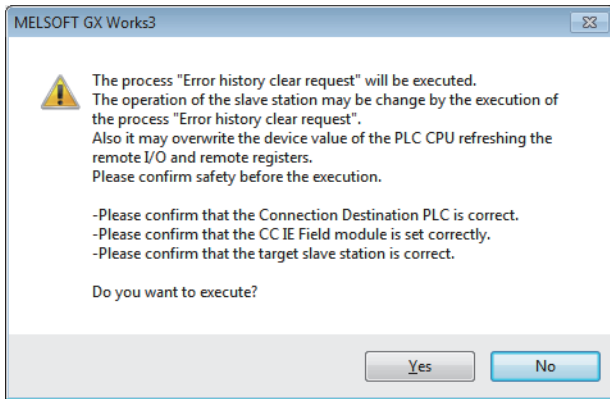 MELSOFT GX Works3
The process "Error history clear request" will be executed.
The operation of the slave station may be change by the execution of
the process "Error history clear request".
Also it may overwrite the device value of the PLC CPU refreshing the
remote I/O and remote registers.
Please confirm safety before the execution.
-Please confirm that the Connection Destination PLC is correct.
-Please confirm that the CC IE Field module is set correctly.
-Please confirm that the target slave station is correct.
Do you want to execute?
Yes
No